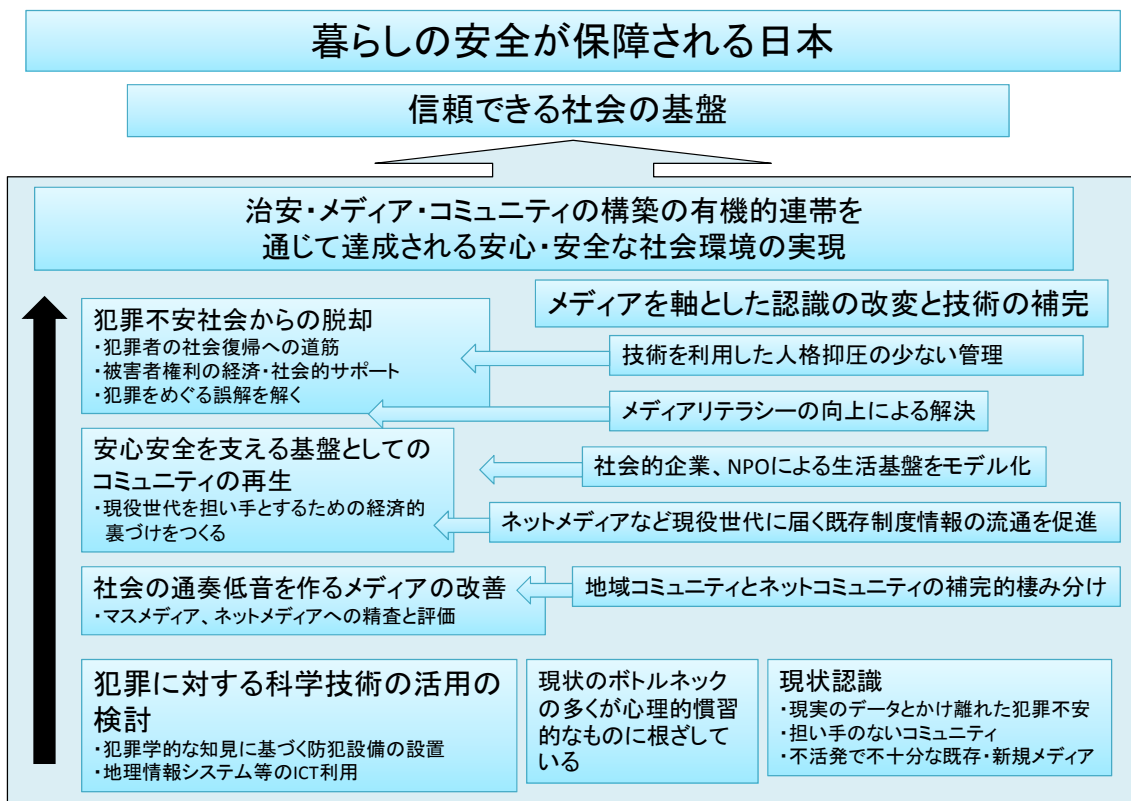 暮らしの安全が保障される日本
信頼できる社会の基盤
治安・メディア・コミュニティの構築の有機的連帯を
通じて達成される安心・安全な社会環境の実現
メディアを軸とした認識の改変と技術の補完
犯罪不安社会からの脱却
・犯罪者の社会復帰への道筋
・被害者権利の経済・社会的サポート
・犯罪をめぐる誤解を解く
技術を利用した人格抑圧の少ない管理
メディアリテラシーの向上による解決
安心安全を支える基盤としての
コミュニティの再生
・現役世代を担い手とするための経済的
裏づけをつくる
社会的企業、NPOによる生活基盤をモデル化
ネットメディアなど現役世代に届く既存制度情報の流通を促進
社会の通奏低音を作るメディアの改善
・マスメディア、ネットメディアへの精査と評価
地域コミュニティとネットコミュニティの補完的棲み分け
犯罪に対する科学技術の活用の
検討
・犯罪学的な知見に基づく防犯設備の設置
・地理情報システム等のICT利用
現状のボトルネック
の多くが心理的慣習
的なものに根ざして
いる
現状認識
・現実のデータとかけ離れた犯罪不安
・担い手のないコミュニティ
・不活発で不十分な既存・新規メディア